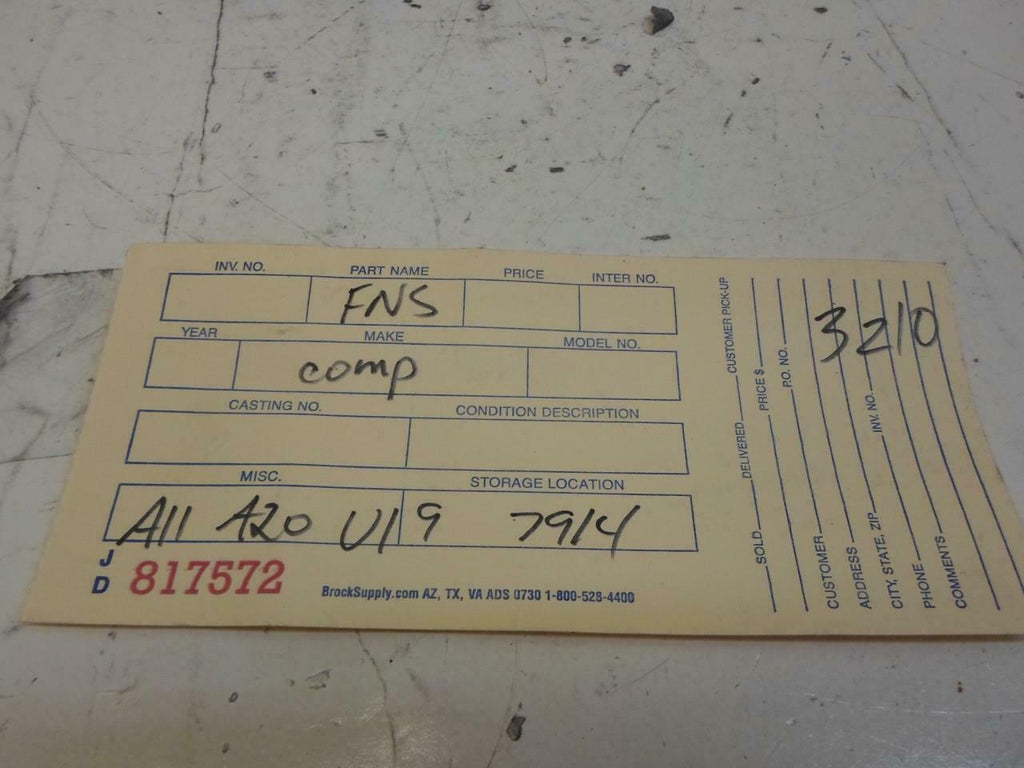 INV. NO. PART NAME PRICE INTER NO.
FNS
YEAR MAKE MODEL NO.
comp
CASTING NO. CONDITION DESCRIPTION
MISC. STORAGE LOCATION
A11 A20 U19 7914
J
D
817572
BrockSupply.com AZ, TX, VA ADS 0730 1-800-528-4400
SOLD DELIVERED CUSTOMER PICK-UP
PRICE $
P.O. NO.
CUSTOMER
ADDRESS
INV. NO.
CITY, STATE, ZIP
PHONE
COMMENTS
3210